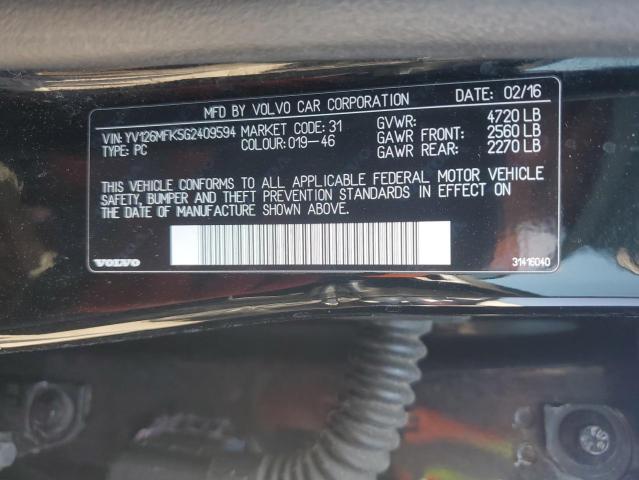 MFD BY VOLVO CAR CORPORATION DATE: 02/16
VIN: YV126MFK5G2409594 MARKET CODE: 31 GVWR: 4720 LB
TYPE: PC COLOUR: 019-46 GAWR FRONT: 2560 LB
GAWR REAR: 2270 LB
THIS VEHICLE CONFORMS TO ALL APPLICABLE FEDERAL MOTOR VEHICLE
SAFETY, BUMPER AND THEFT PREVENTION STANDARDS IN EFFECT ON
THE DATE OF MANUFACTURE SHOWN ABOVE.
VOLVO 31416040